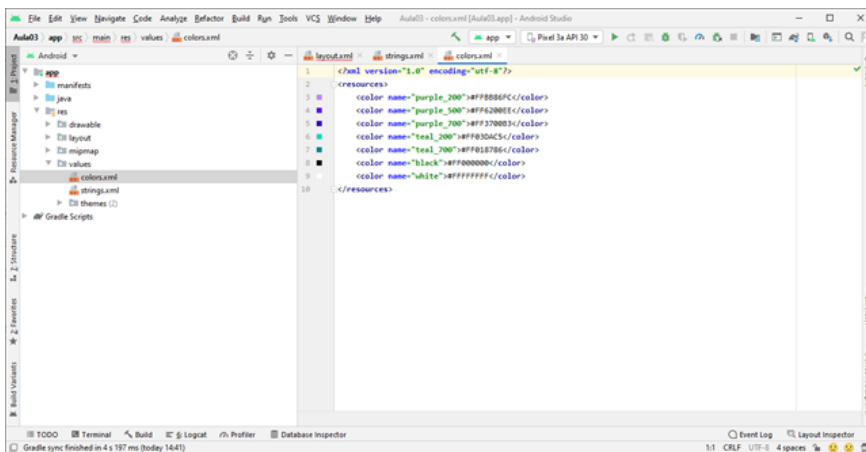 File Edit View Navigate Code Analyze Refactor Build Run Tools VCS Window Help Aula03 - colors.xml [Aula03.app] - Android Studio
Aula03 app src main res values colors.xml app Pixel 3a API 30
Android
layout.xml strings.xml colors.xml
1: Project
Resource Manager
Z: Structure
2: Favorites
Build Variants
app
manifests
java
res
drawable
layout
mipmap
values
colors.xml
strings.xml
themes (2)
Gradle Scripts
1 <?xml version="1.0" encoding="utf-8"?>
2 <resources>
3 <color name="purple_200">#FFBB86FC</color>
4 <color name="purple_500">#FF6200EE</color>
5 <color name="purple_700">#FF3700B3</color>
6 <color name="teal_200">#FF03DAC5</color>
7 <color name="teal_700">#FF018786</color>
8 <color name="black">#FF000000</color>
9 <color name="white">#FFFFFFFF</color>
10 </resources>
TODO Terminal Build 6: Logcat Profiler Database Inspector Event Log Layout Inspector
Gradle sync finished in 4 s 197 ms (today 14:41) 1:1 CRLF UTF-8 4 spaces